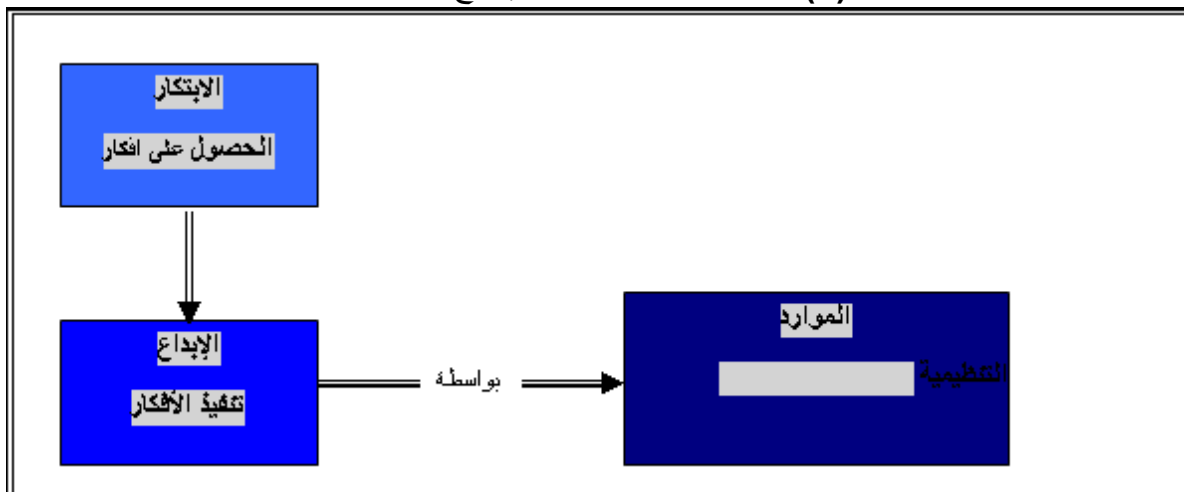 الابتكار
الحصول على افكار
الإبداع
تنفيذ الأفكار
بواسطة
الموارد
التنظيمية